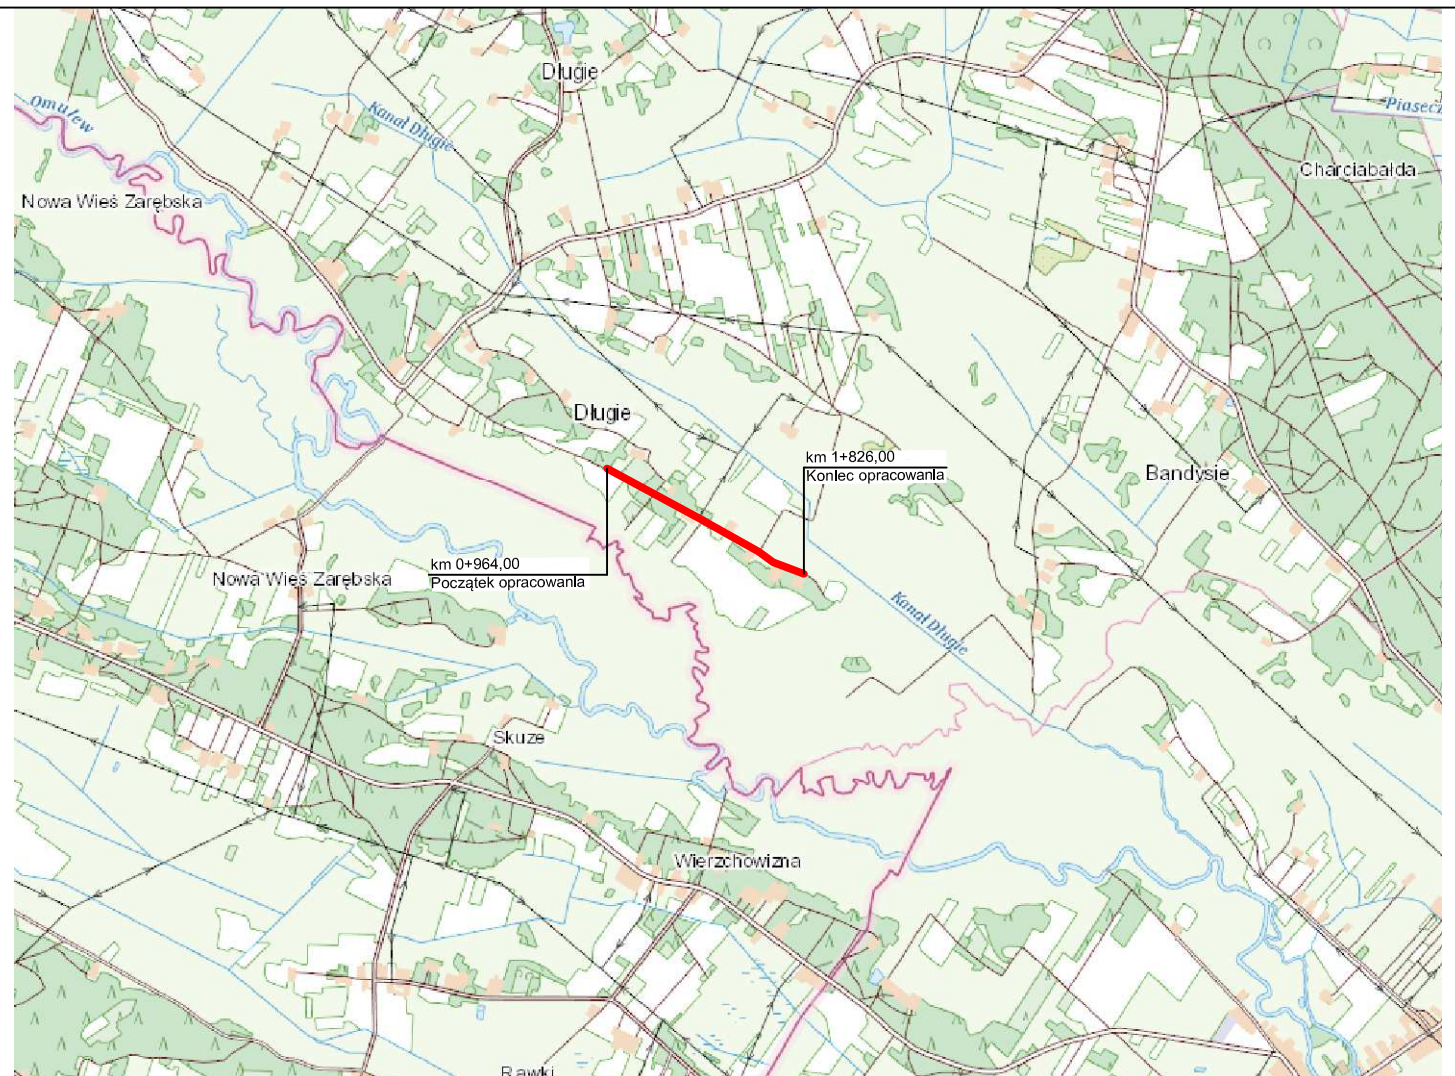 Długie
Omulew
Kanał Długie
Piasecz
Charciabałda
Nowa Wieś Zarębska
Długie
km 1+826,00
Koniec opracowania
Bandysie
km 0+964,00
Początek opracowania
Nowa Wieś Zarębska
Kanał Długie
Skuze
Wierzchowizna
Rawki